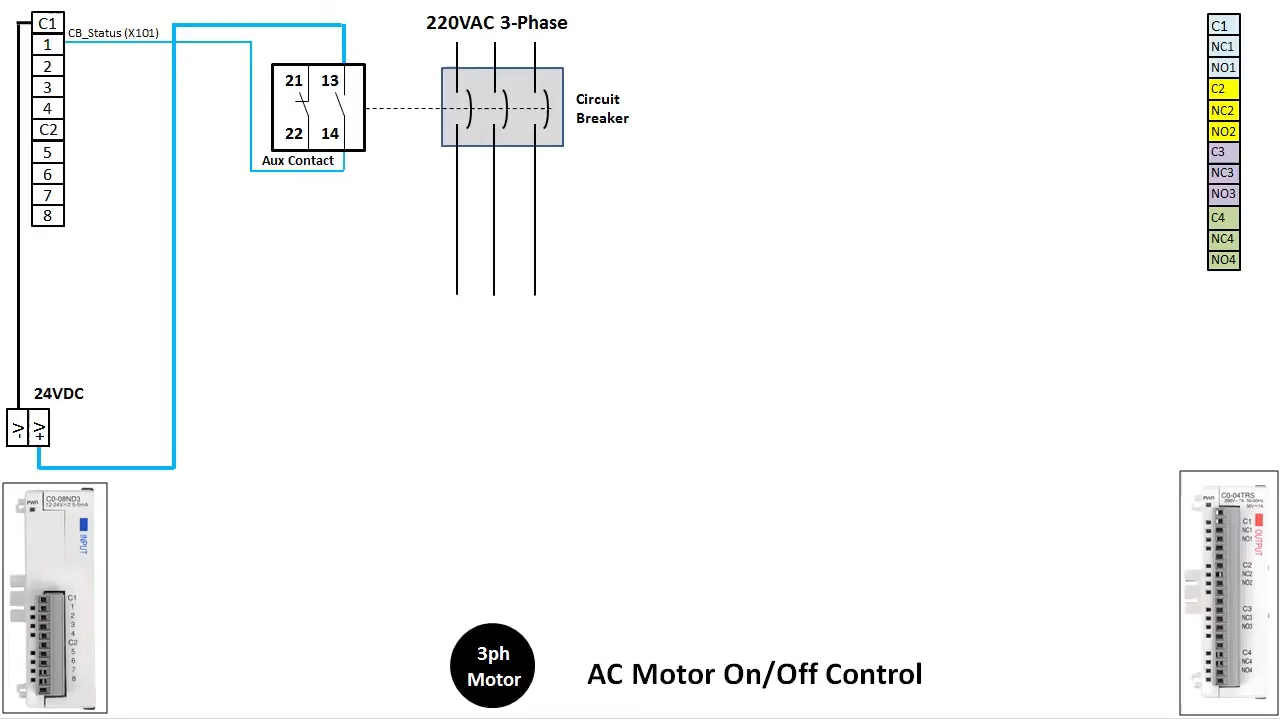 220VAC 3-Phase
C1
1
2
3
4
C2
5
6
7
8
CB_Status (X101)
21 13
22 14
Aux Contact
Circuit
Breaker
C1
NC1
NO1
C2
NC2
NO2
C3
NC3
NO3
C4
NC4
NO4
24VDC
-V
+V
C0-08ND3
PWR
INPUT
C1
1
2
3
4
C2
5
6
7
8
3ph
Motor
AC Motor On/Off Control
C0-04TRS
PWR
OUTPUT
C1
NC1
NO1
C2
NC2
NO2
C3
NC3
NO3
C4
NC4
NO4